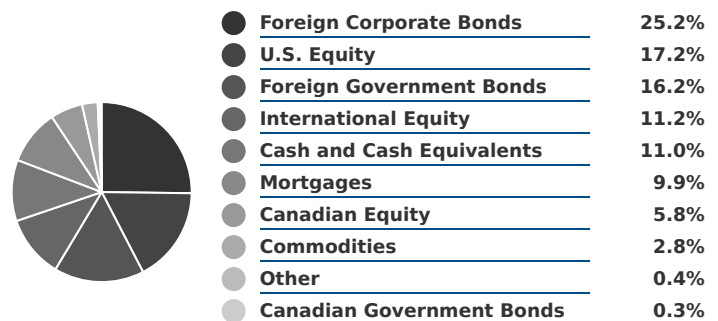 Foreign Corporate Bonds 25.2%
U.S. Equity 17.2%
Foreign Government Bonds 16.2%
International Equity 11.2%
Cash and Cash Equivalents 11.0%
Mortgages 9.9%
Canadian Equity 5.8%
Commodities 2.8%
Other 0.4%
Canadian Government Bonds 0.3%